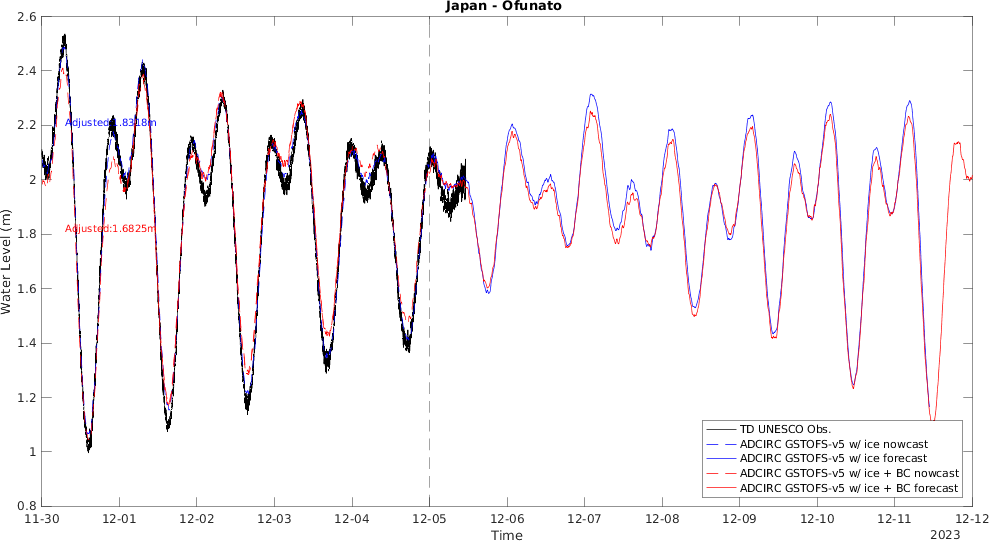 Japan - Ofunato
Water Level (m)
2.6
2.4
2.2
2
1.8
1.6
1.4
1.2
1
0.8
Adjusted:1.8318m
Adjusted:1.6825m
TD UNESCO Obs.
ADCIRC GSTOFS-v5 w/ ice nowcast
ADCIRC GSTOFS-v5 w/ ice forecast
ADCIRC GSTOFS-v5 w/ ice + BC nowcast
ADCIRC GSTOFS-v5 w/ ice + BC forecast
11-30 12-01 12-02 12-03 12-04 12-05 12-06 12-07 12-08 12-09 12-10 12-11 12-12
Time
2023